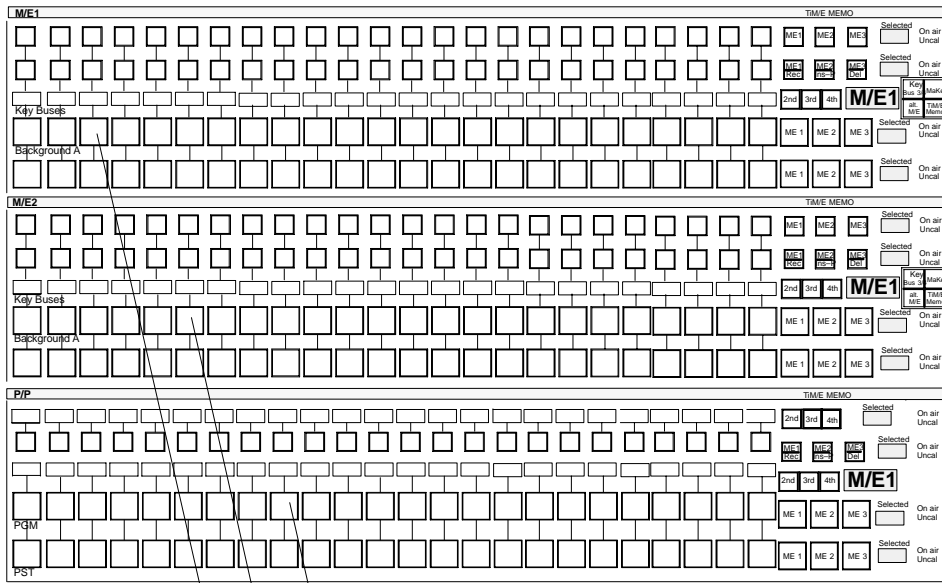 M/E1 TiM/E MEMO
Selected
ME1 ME2 ME3 On air
Uncal
Selected
ME1 ME2 ME3 On air
Rec Ins-R Del Uncal
2nd 3rd 4th M/E1 Key Bus 3/ MaKe
alt. M/E TiM/E Memo
Key Buses
Selected
ME 1 ME 2 ME 3 On air
Uncal
Background A
Selected
ME 1 ME 2 ME 3 On air
Uncal
M/E2 TiM/E MEMO
Selected
ME1 ME2 ME3 On air
Uncal
Selected
ME1 ME2 ME3 On air
Rec Ins-R Del Uncal
2nd 3rd 4th M/E1 Key Bus 3/ MaKe
alt. M/E TiM/E Memo
Key Buses
Selected
ME 1 ME 2 ME 3 On air
Uncal
Background A
Selected
ME 1 ME 2 ME 3 On air
Uncal
P/P TiM/E MEMO
Selected
2nd 3rd 4th On air
Uncal
Selected
ME1 ME2 ME3 On air
Rec Ins-R Del Uncal
2nd 3rd 4th M/E1
Selected
ME 1 ME 2 ME 3 On air
PGM Uncal
Selected
ME 1 ME 2 ME 3 On air
Uncal
PST